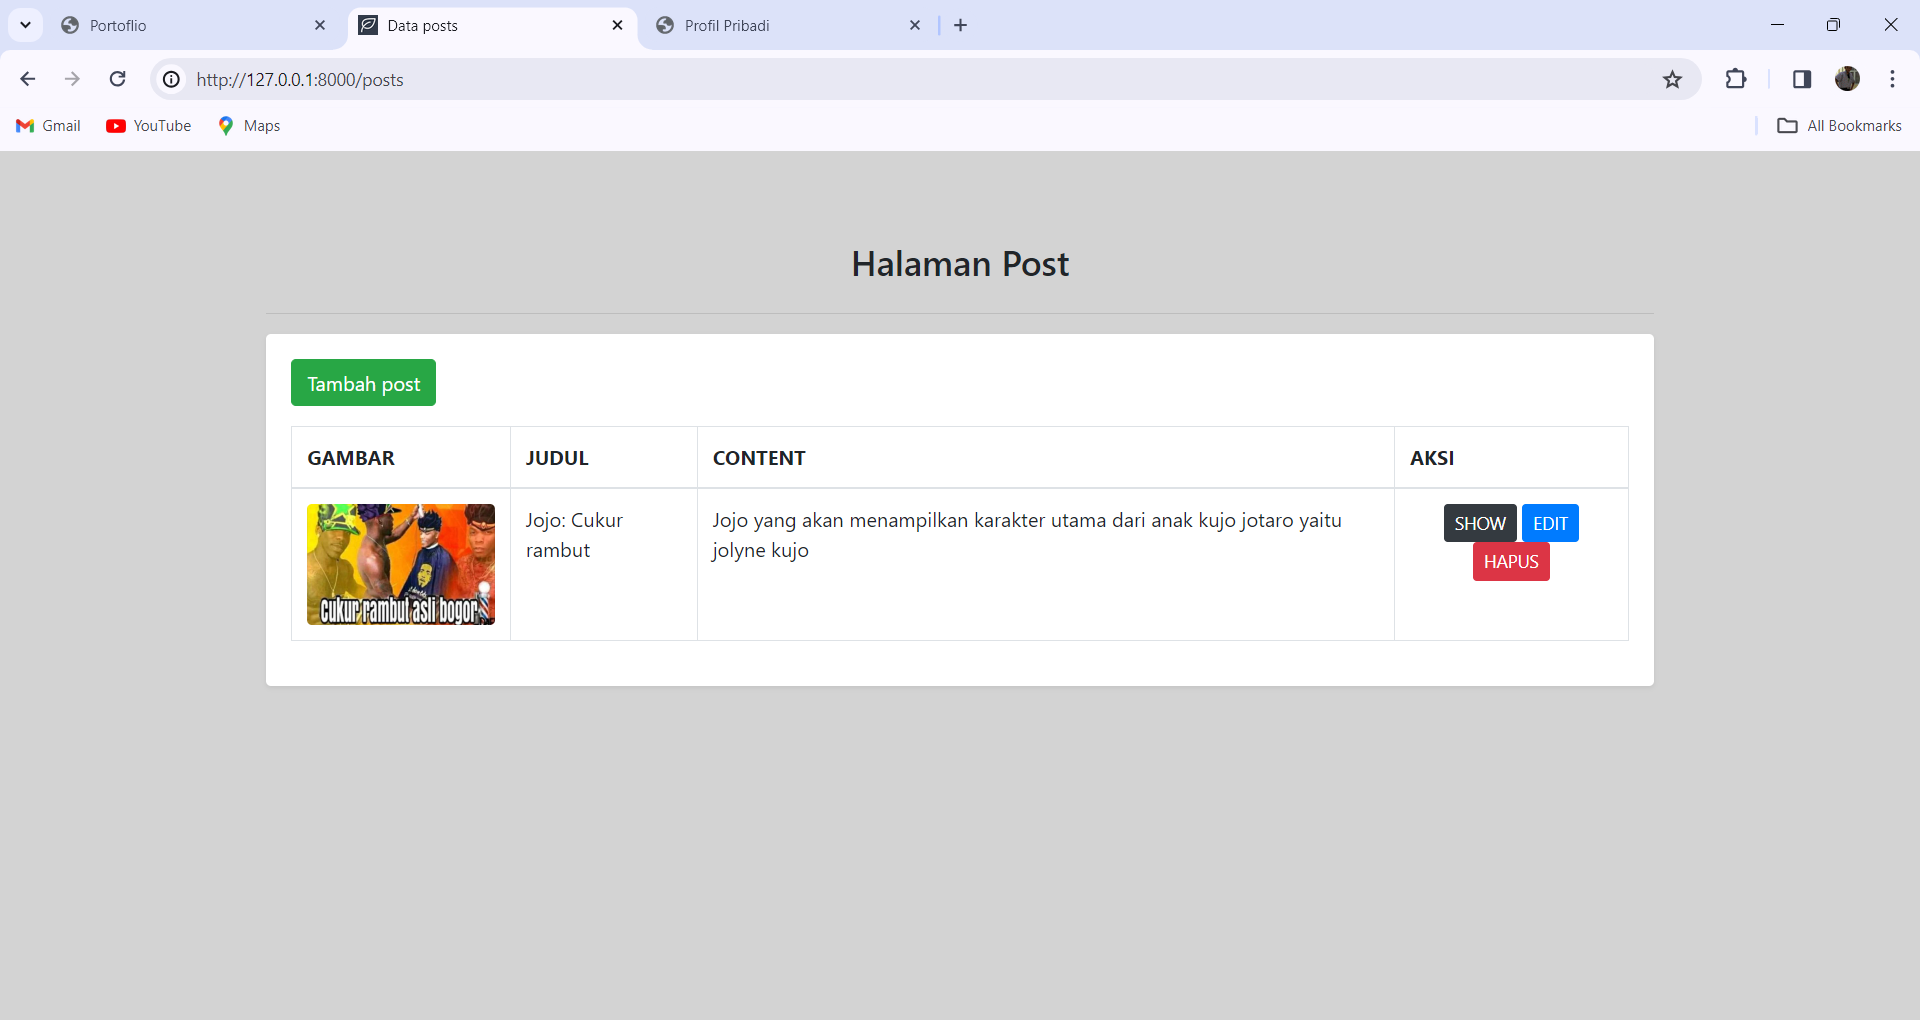 Portoflio
Data posts
Profil Pribadi
http://127.0.0.1:8000/posts
Gmail
YouTube
Maps
All Bookmarks
Halaman Post
Tambah post
GAMBAR
JUDUL
CONTENT
AKSI
cukur rambut asli bogor
Jojo: Cukur
rambut
Jojo yang akan menampilkan karakter utama dari anak kujo jotaro yaitu
jolyne kujo
SHOW
EDIT
HAPUS